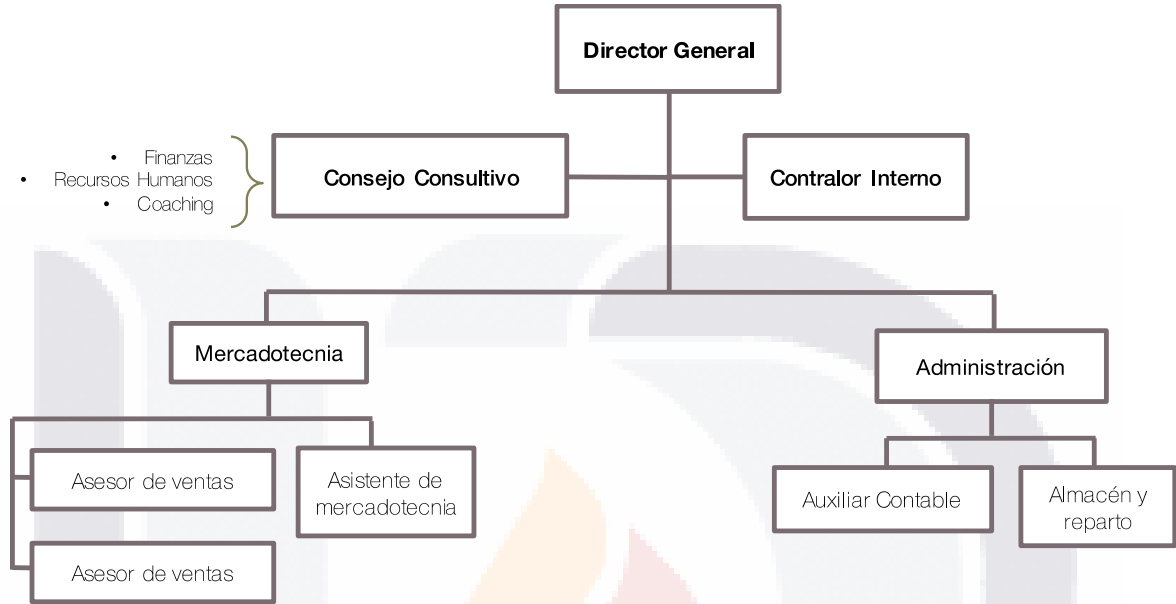 Director General
• Finanzas
• Recursos Humanos
• Coaching
Consejo Consultivo
Contralor Interno
Mercadotecnia
Administración
Asesor de ventas
Asistente de
mercadotecnia
Auxiliar Contable
Almacén y
reparto
Asesor de ventas